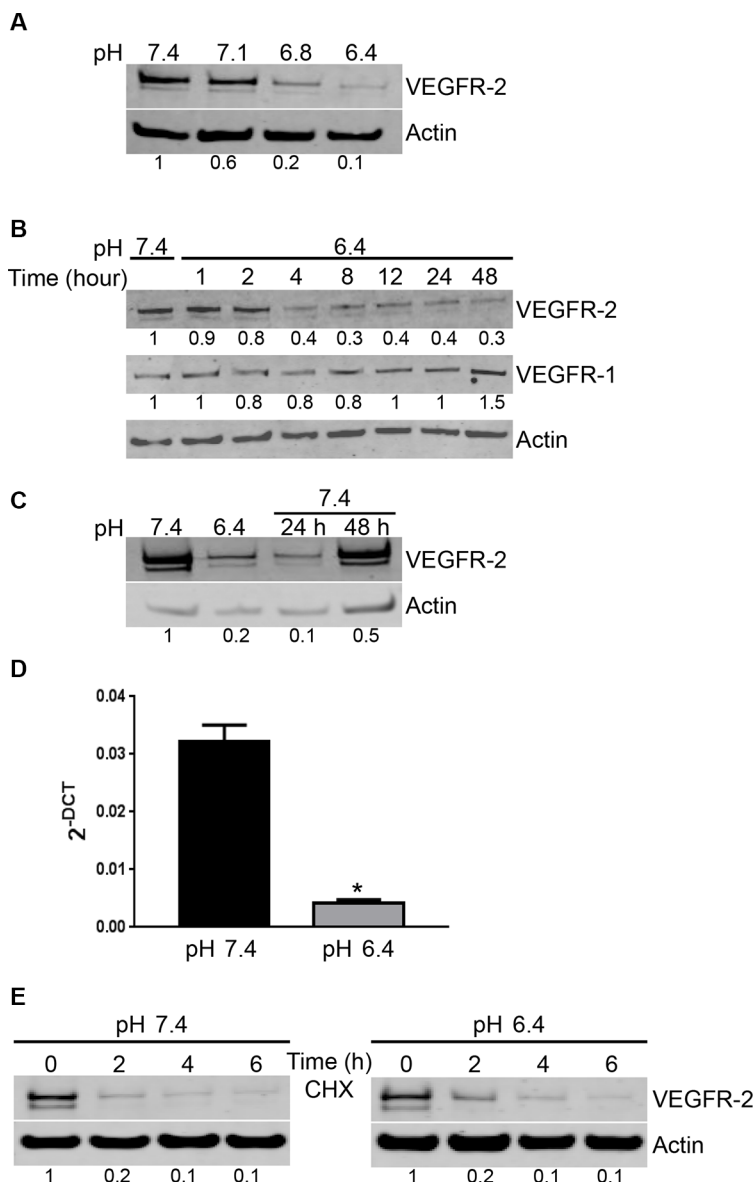 A
pH 7.4 7.1 6.8 6.4
VEGFR-2
Actin
1 0.6 0.2 0.1
B
pH 7.4 6.4
Time (hour) 1 2 4 8 12 24 48
VEGFR-2
1 0.9 0.8 0.4 0.3 0.4 0.4 0.3
VEGFR-1
1 1 0.8 0.8 0.8 1 1 1.5
Actin
C
7.4
pH 7.4 6.4 24 h 48 h
VEGFR-2
Actin
1 0.2 0.1 0.5
D
0.04
0.03
0.02
0.01
0.00
2-DCT
*
pH 7.4 pH 6.4
E
pH 7.4 pH 6.4
0 2 4 6 Time (h) 0 2 4 6
CHX
VEGFR-2
Actin
1 0.2 0.1 0.1 1 0.2 0.1 0.1